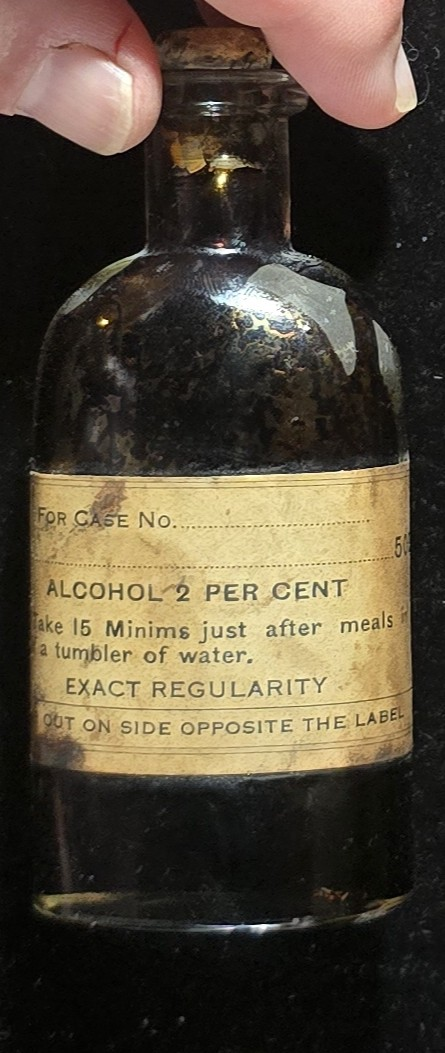 FOR CASE NO.
ALCOHOL 2 PER CENT
Take 15 Minims just after meals in
a tumbler of water.
EXACT REGULARITY
OUT ON SIDE OPPOSITE THE LABEL